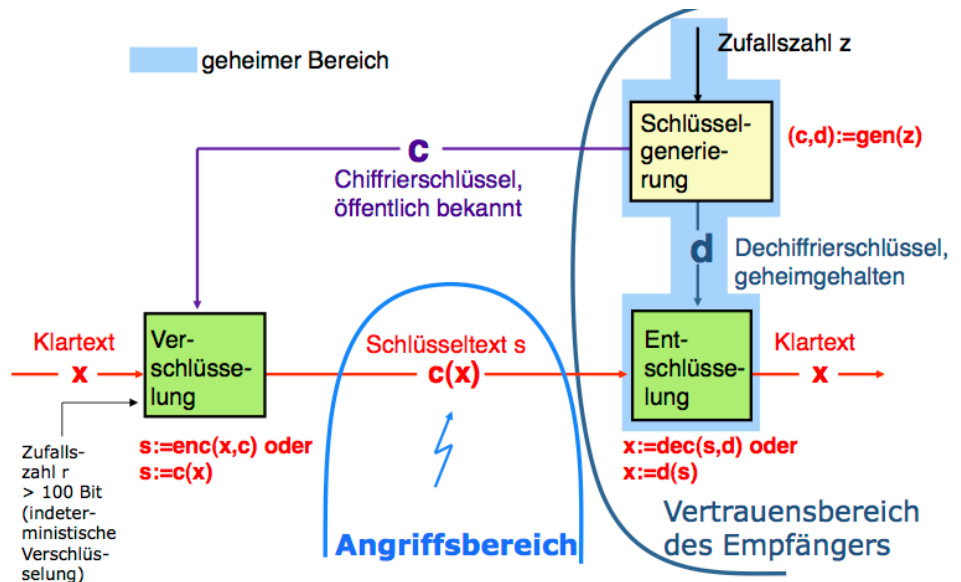 geheimer Bereich
Zufallszahl z
Schlüssel-
generie-
rung
(c,d):=gen(z)
c
Chiffrierschlüssel,
öffentlich bekannt
d
Dechiffrierschlüssel,
geheimgehalten
Klartext
x
Ver-
schlüsse-
lung
Schlüsseltext s
c(x)
Ent-
schlüsse-
lung
Klartext
x
Zufalls-
zahl r
> 100 Bit
(indeter-
ministische
Verschlüs-
selung)
s:=enc(x,c) oder
s:=c(x)
x:=dec(s,d) oder
x:=d(s)
Angriffsbereich
Vertrauensbereich
des Empfängers